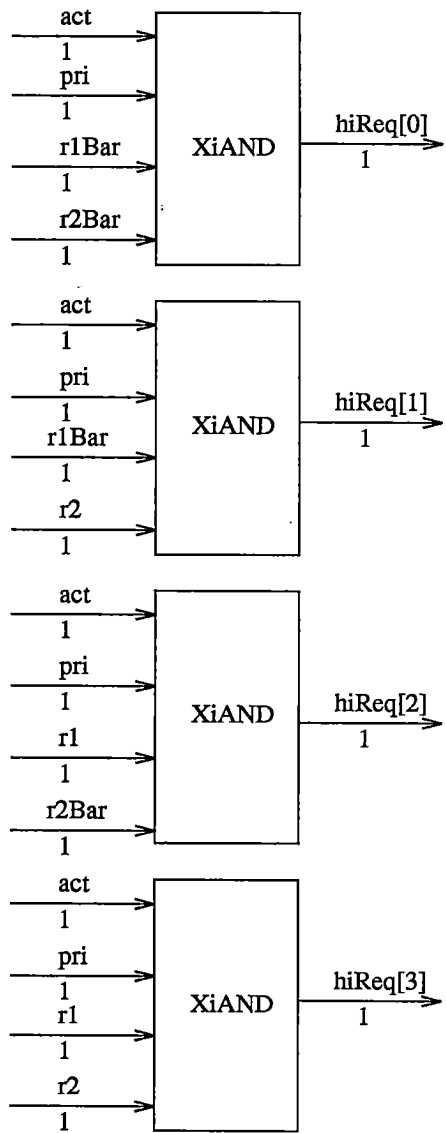 act
1
pri
1
r1Bar
1
r2Bar
1
XiAND
hiReq[0]
1
act
1
pri
1
r1Bar
1
r2
1
XiAND
hiReq[1]
1
act
1
pri
1
r1
1
r2Bar
1
XiAND
hiReq[2]
1
act
1
pri
1
r1
1
r2
1
XiAND
hiReq[3]
1